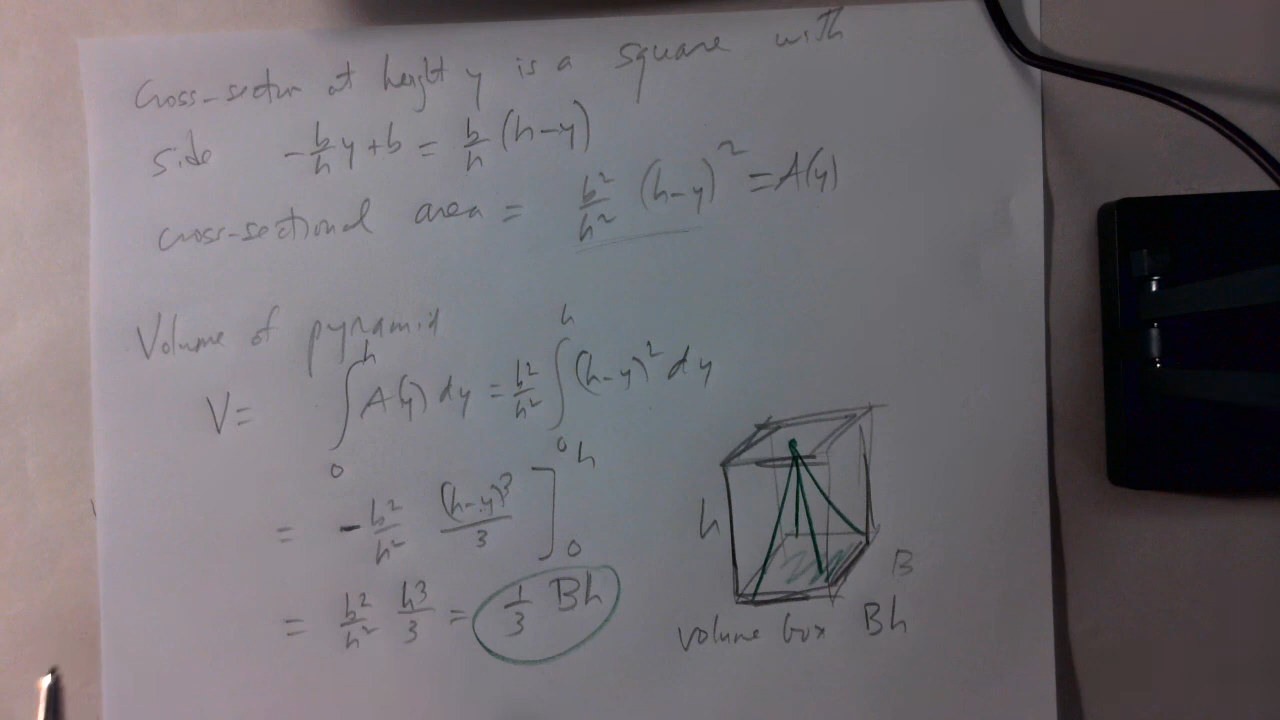 Cross-section at height y is a square with
side -b/h y + b = b/h (h-y)
cross-sectional area = b²/h² (h-y)² = A(y)
Volume of pyramid
V = ∫₀ʰ A(y) dy = b²/h² ∫₀ʰ (h-y)² dy
= - b²/h² (h-y)³/3 ]₀ʰ
= b²/h² h³/3 = 1/3 Bh
h
B
volume box Bh